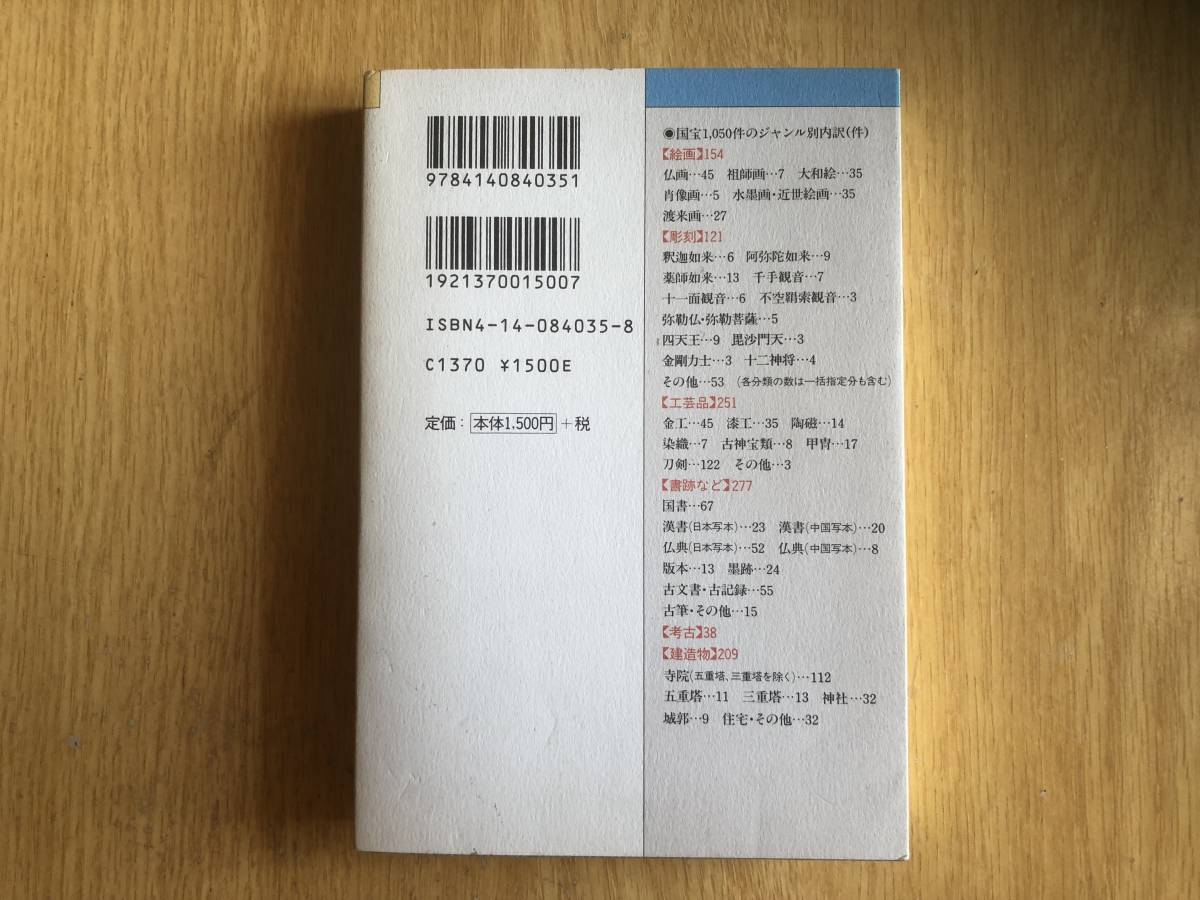 9784140840351
1921370015007
ISBN4-14-084035-8
C1370 ¥1500E
定価：本体1,500円＋税
◉国宝1,050件のジャンル別内訳(件)
【絵画】154
仏画…45 祖師画…7 大和絵…35
肖像画…5 水墨画・近世絵画…35
渡来画…27
【彫刻】121
釈迦如来…6 阿弥陀如来…9
薬師如来…13 千手観音…7
十一面観音…6 不空羂索観音…3
弥勒仏・弥勒菩薩…5
四天王…9 毘沙門天…3
金剛力士…3 十二神将…4
その他…53 (各分類の数は一括指定分も含む)
【工芸品】251
金工…45 漆工…35 陶磁…14
染織…7 古神宝類…8 甲冑…17
刀剣…122 その他…3
【書跡など】277
国書…67
漢書(日本写本)…23 漢書(中国写本)…20
仏典(日本写本)…52 仏典(中国写本)…8
版本…13 墨跡…24
古文書・古記録…55
古筆・その他…15
【考古】38
【建造物】209
寺院(五重塔、三重塔を除く)…112
五重塔…11 三重塔…13 神社…32
城郭…9 住宅・その他…32